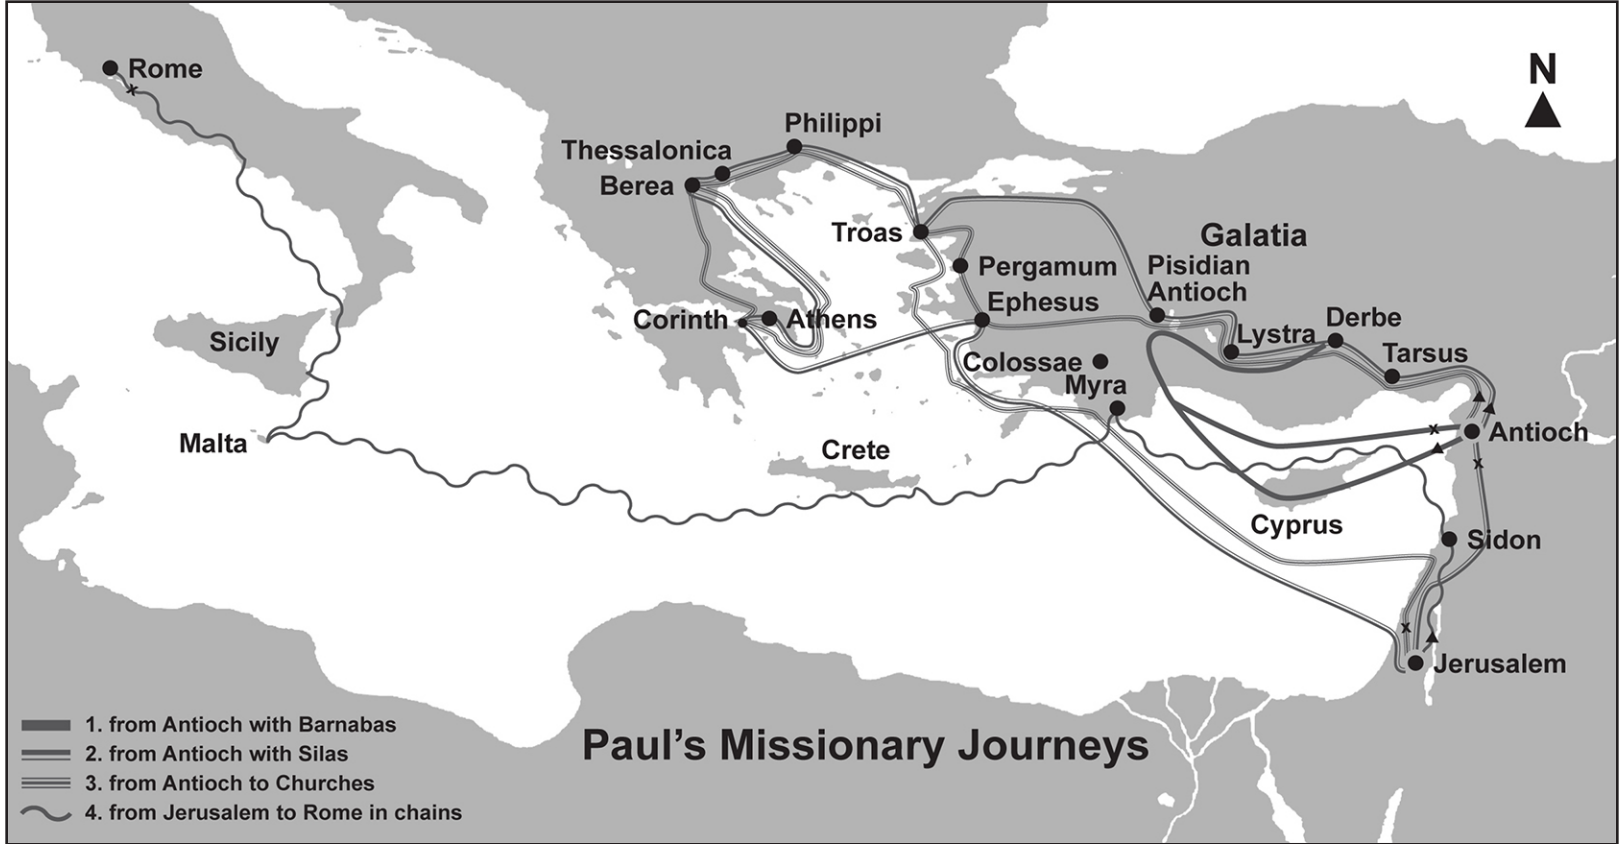 Rome
N
Philippi
Thessalonica
Berea
Troas
Galatia
Pergamum
Pisidian
Antioch
Ephesus
Corinth
Athens
Lystra
Derbe
Sicily
Colossae
Tarsus
Myra
Malta
Crete
Antioch
Cyprus
Sidon
Jerusalem
Paul’s Missionary Journeys
1. from Antioch with Barnabas
2. from Antioch with Silas
3. from Antioch to Churches
4. from Jerusalem to Rome in chains